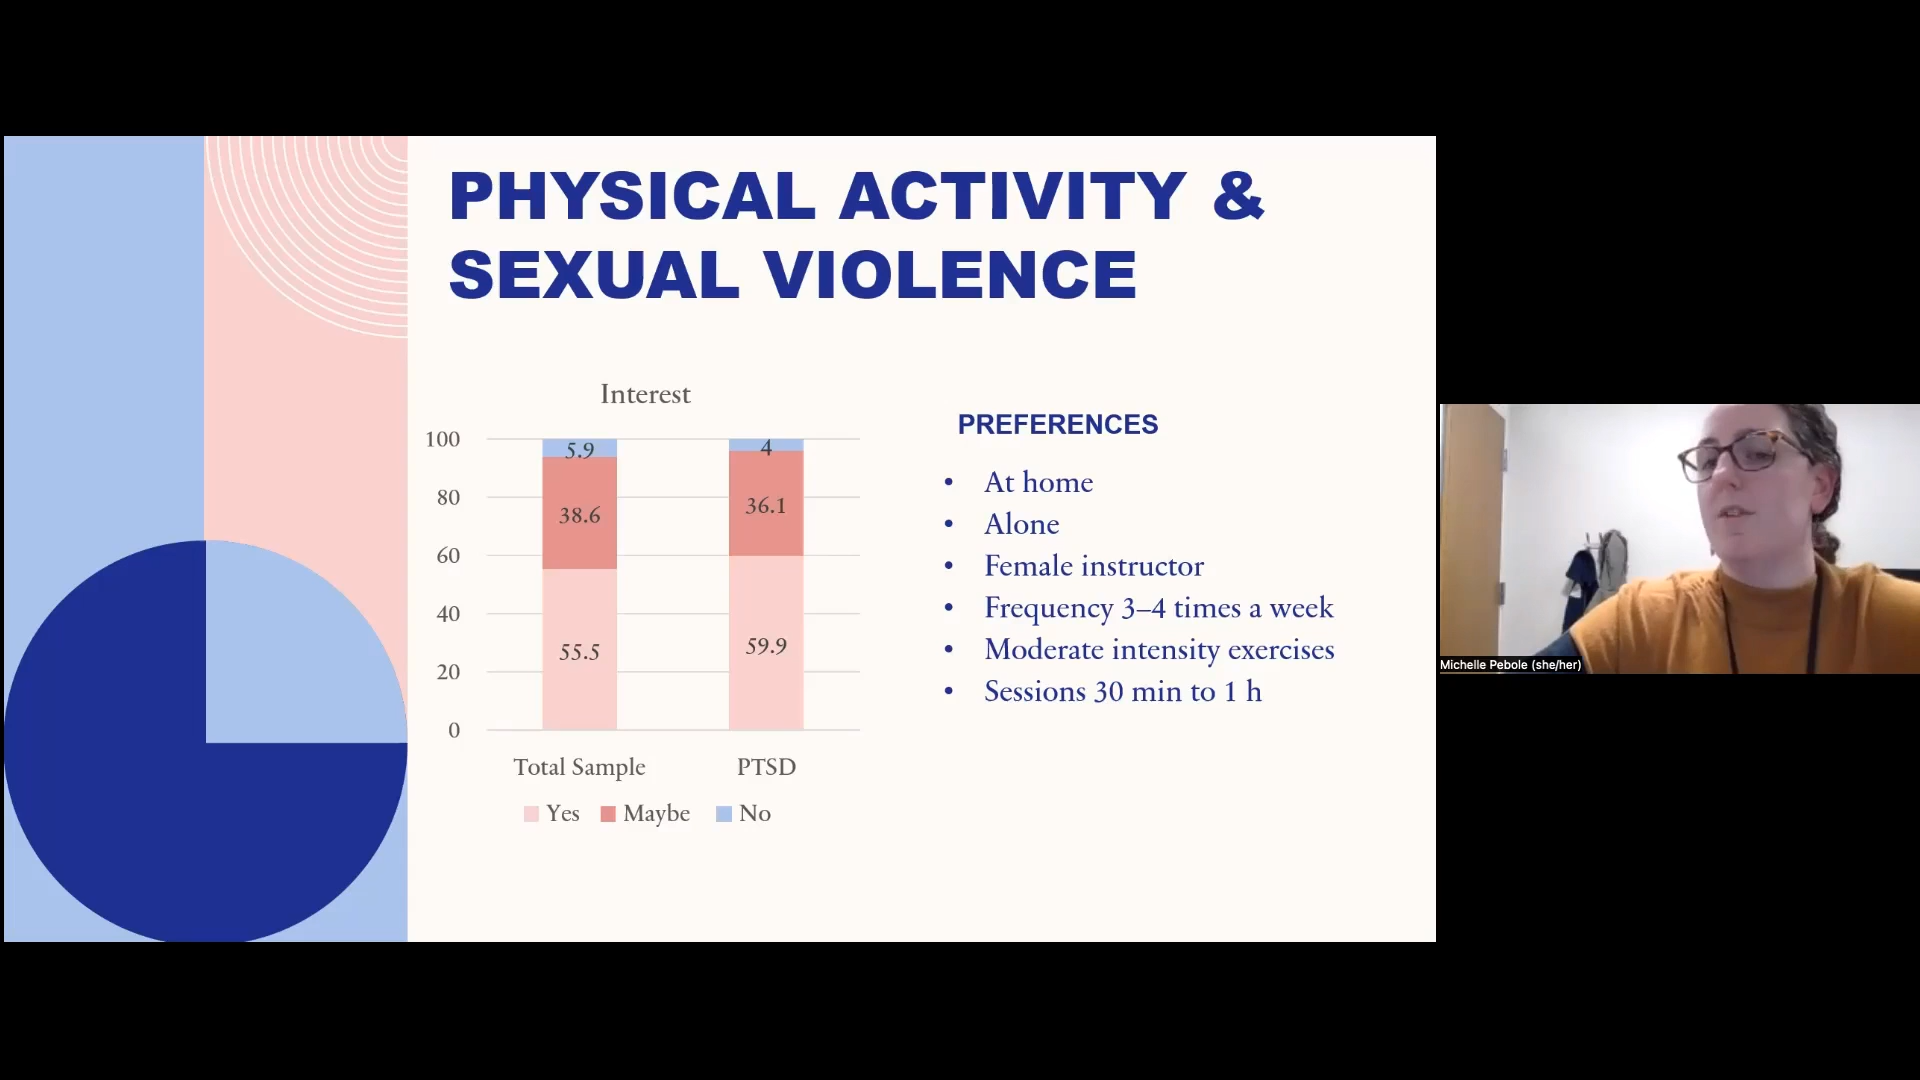 PHYSICAL ACTIVITY &
SEXUAL VIOLENCE
Interest
100
80
60
40
20
0
5.9
38.6
55.5
4
36.1
59.9
Total Sample
PTSD
Yes
Maybe
No
PREFERENCES
• At home
• Alone
• Female instructor
• Frequency 3–4 times a week
• Moderate intensity exercises
• Sessions 30 min to 1 h
Michelle Pebole (she/her)